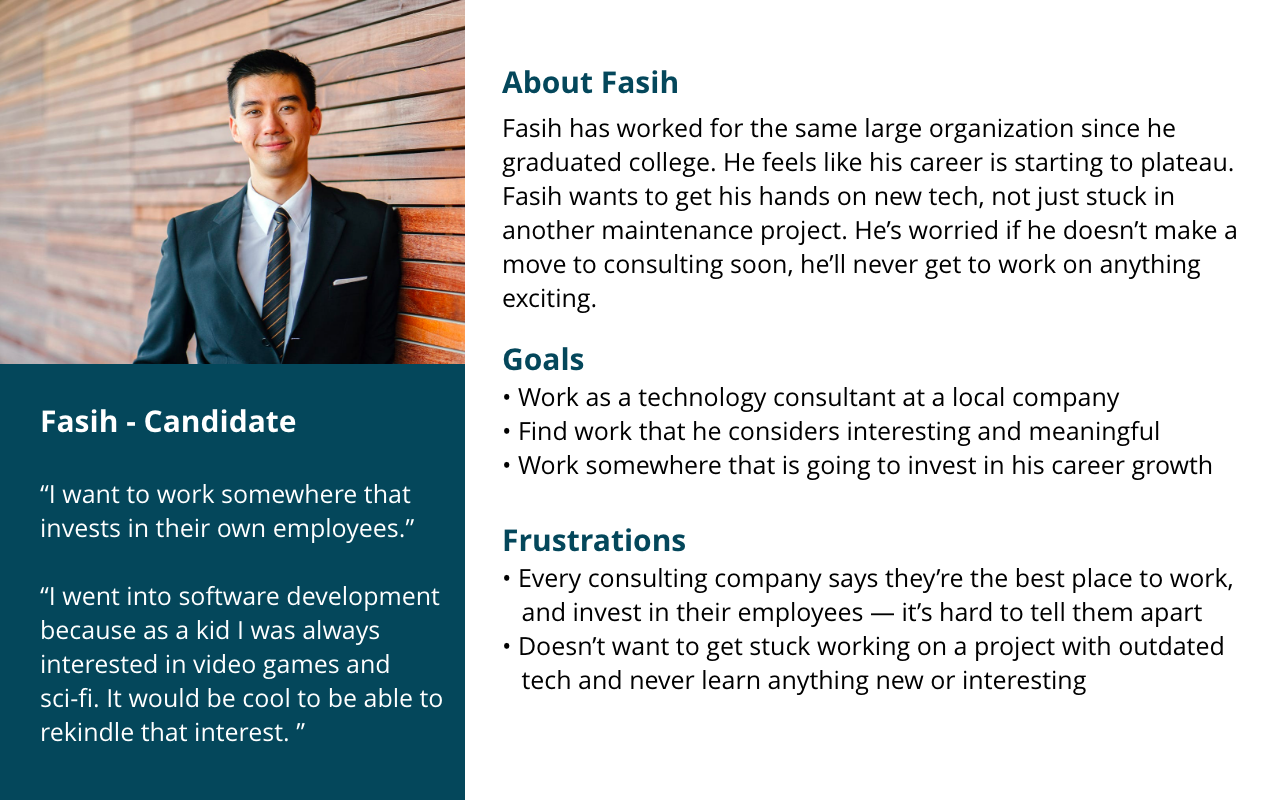 Fasih - Candidate
“I want to work somewhere that
invests in their own employees.”
“I went into software development
because as a kid I was always
interested in video games and
sci-fi. It would be cool to be able to
rekindle that interest. ”
About Fasih
Fasih has worked for the same large organization since he
graduated college. He feels like his career is starting to plateau.
Fasih wants to get his hands on new tech, not just stuck in
another maintenance project. He’s worried if he doesn’t make a
move to consulting soon, he’ll never get to work on anything
exciting.
Goals
• Work as a technology consultant at a local company
• Find work that he considers interesting and meaningful
• Work somewhere that is going to invest in his career growth
Frustrations
• Every consulting company says they’re the best place to work,
and invest in their employees — it’s hard to tell them apart
• Doesn’t want to get stuck working on a project with outdated
tech and never learn anything new or interesting